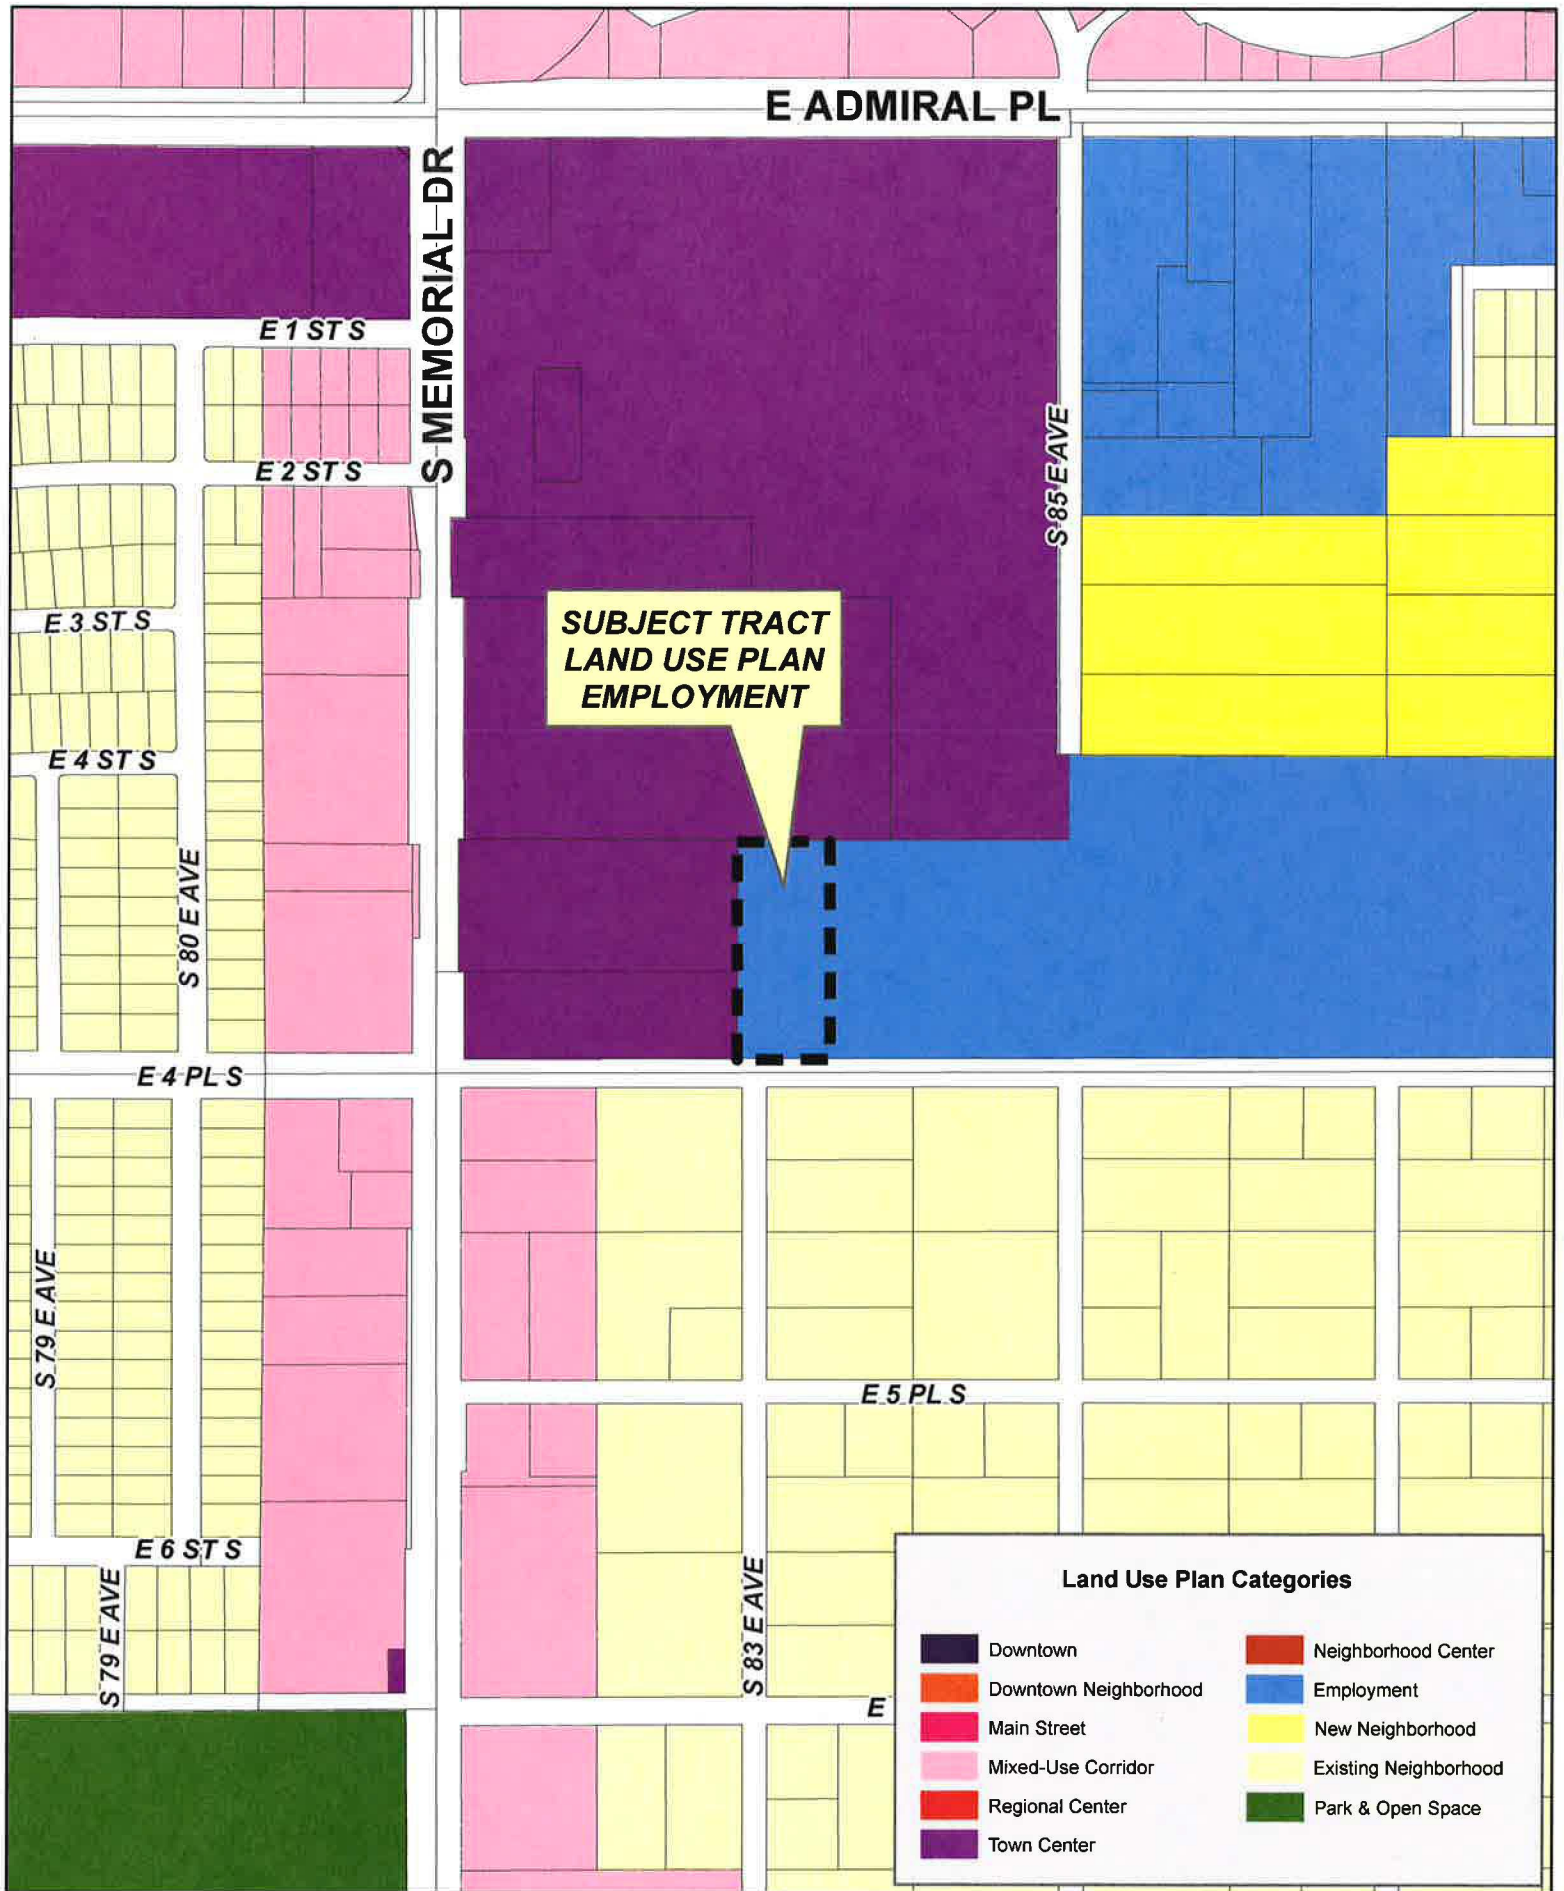 E ADMIRAL PL
S MEMORIAL DR
E 1 ST S
E 2 ST S
S 85 E AVE
E 3 ST S
SUBJECT TRACT
LAND USE PLAN
EMPLOYMENT
E 4 ST S
S 80 E AVE
E 4 PL S
S 79 E AVE
E 5 PL S
E 6 ST S
S 79 E AVE
S 83 E AVE
E
Land Use Plan Categories
Downtown
Downtown Neighborhood
Main Street
Mixed-Use Corridor
Regional Center
Town Center
Neighborhood Center
Employment
New Neighborhood
Existing Neighborhood
Park & Open Space